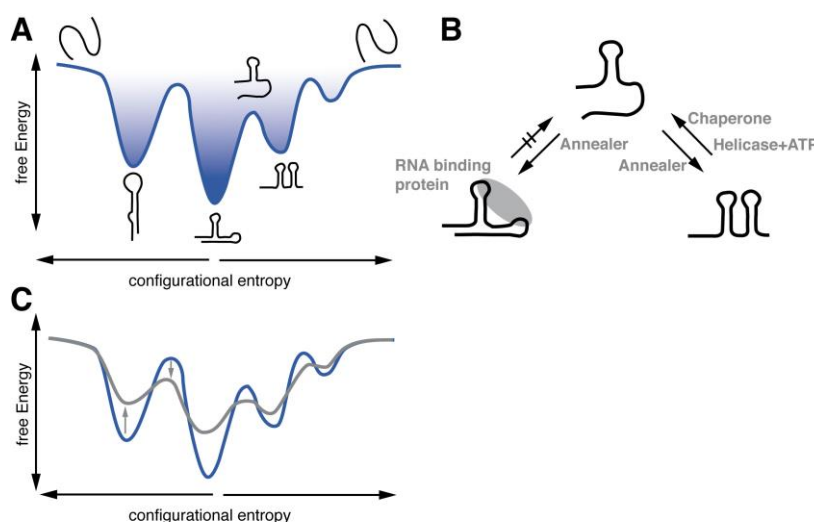 A
free Energy
configurational entropy
B
Chaperone
Annealer
Helicase+ATP
RNA binding
protein
Annealer
C
free Energy
configurational entropy